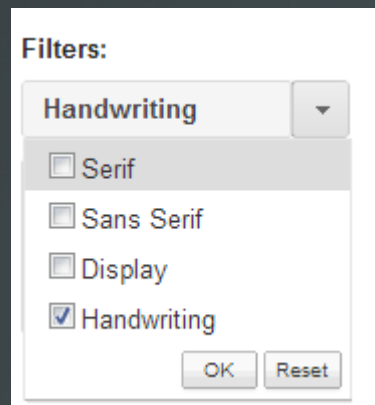 Filters:
Handwriting
Serif
Sans Serif
Display
Handwriting
OK Reset